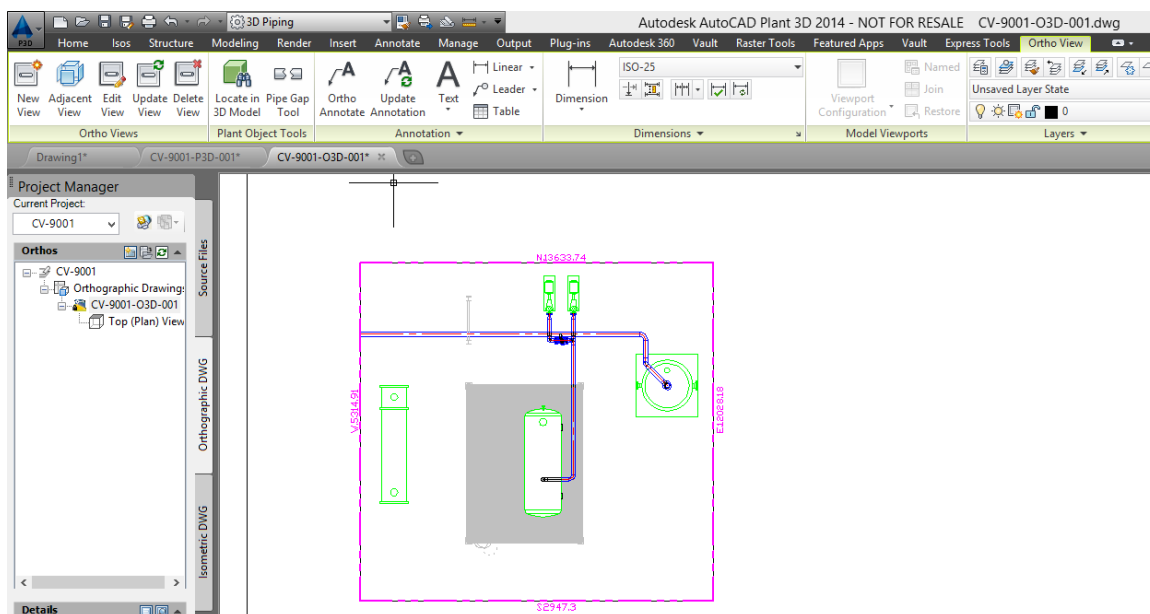 3D Piping
Autodesk AutoCAD Plant 3D 2014 - NOT FOR RESALE CV-9001-O3D-001.dwg
P3D
Home Isos Structure Modeling Render Insert Annotate Manage Output Plug-ins Autodesk 360 Vault Raster Tools Featured Apps Vault Express Tools Ortho View
New View
Adjacent View
Edit View
Update View
Delete View
Locate in 3D Model
Pipe Gap Tool
Ortho Annotate
Update Annotation
Text
Linear
Leader
Table
Dimension
ISO-25
Viewport Configuration
Named
Join
Restore
Unsaved Layer State
0
Ortho Views
Plant Object Tools
Annotation
Dimensions
Model Viewports
Layers
Drawing1*
CV-9001-P3D-001*
CV-9001-O3D-001*
Project Manager
Current Project:
CV-9001
Orthos
CV-9001
Orthographic Drawing
CV-9001-O3D-001
Top (Plan) View
Details
Source Files
Orthographic DWG
Isometric DWG
N13633.74
W5314.91
E12028.18
S2947.3